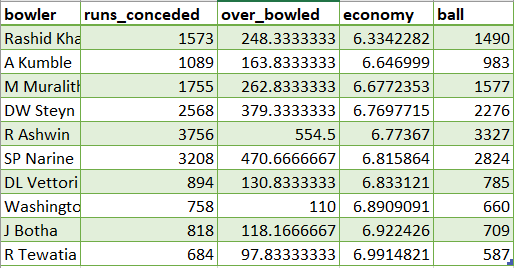 bowler runs_conceded over_bowled economy ball
Rashid Kha 1573 248.3333333 6.3342282 1490
A Kumble 1089 163.8333333 6.646999 983
M Muralith 1755 262.8333333 6.6772353 1577
DW Steyn 2568 379.3333333 6.7697715 2276
R Ashwin 3756 554.5 6.77367 3327
SP Narine 3208 470.6666667 6.815864 2824
DL Vettori 894 130.8333333 6.833121 785
Washingto 758 110 6.8909091 660
J Botha 818 118.1666667 6.922426 709
R Tewatia 684 97.83333333 6.9914821 587